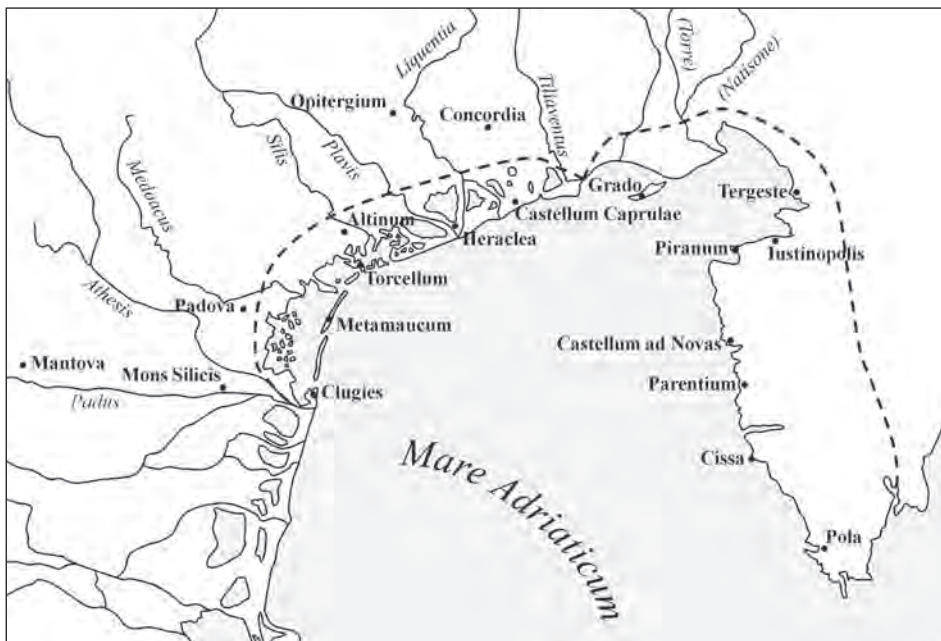 Liquentia
(Torre)
(Natisone)
Opitergium
Concordia
Tiliaventus
Silis
Plavis
Medoacus
Grado
Tergeste
Altinum
Castellum Caprulae
Heraclea
Piranum
Iustinopolis
Torcellum
Athesis
Padova
Metamaucum
Castellum ad Novas
Mantova
Mons Silicis
Parentium
Clugies
Padus
Mare Adriaticum
Cissa
Pola